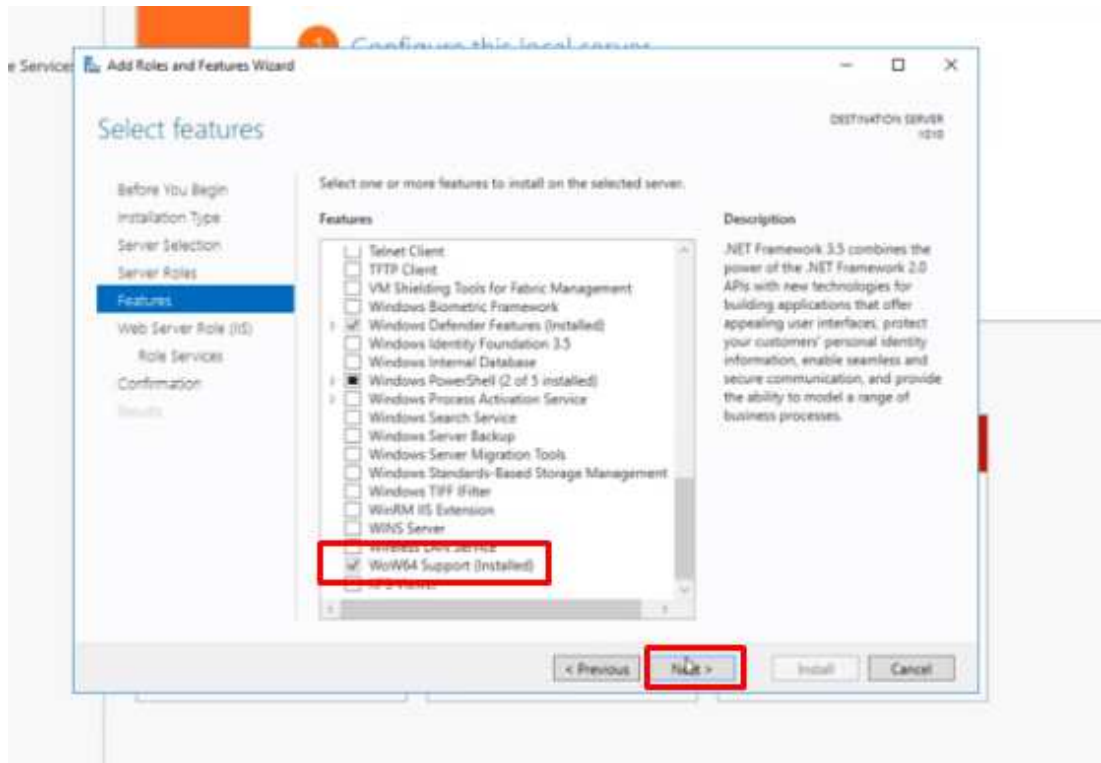 Configure this local server
e Services
Add Roles and Features Wizard
Select features
DESTINATION SERVER
Before You Begin
Installation Type
Server Selection
Server Roles
Features
Web Server Role (IIS)
Role Services
Confirmation
Results
Select one or more features to install on the selected server.
Features
Telnet Client
TFTP Client
VM Shielding Tools for Fabric Management
Windows Biometric Framework
Windows Defender Features (Installed)
Windows Identity Foundation 3.5
Windows Internal Database
Windows PowerShell (2 of 5 installed)
Windows Process Activation Service
Windows Search Service
Windows Server Backup
Windows Server Migration Tools
Windows Standards-Based Storage Management
Windows TIFF IFilter
WinRM IIS Extension
WINS Server
Wireless LAN Service
WoW64 Support (Installed)
XPS Viewer
Description
.NET Framework 3.5 combines the
power of the .NET Framework 2.0
APIs with new technologies for
building applications that offer
appealing user interfaces, protect
your customers' personal identity
information, enable seamless and
secure communication, and provide
the ability to model a range of
business processes.
< Previous
Next >
Install
Cancel